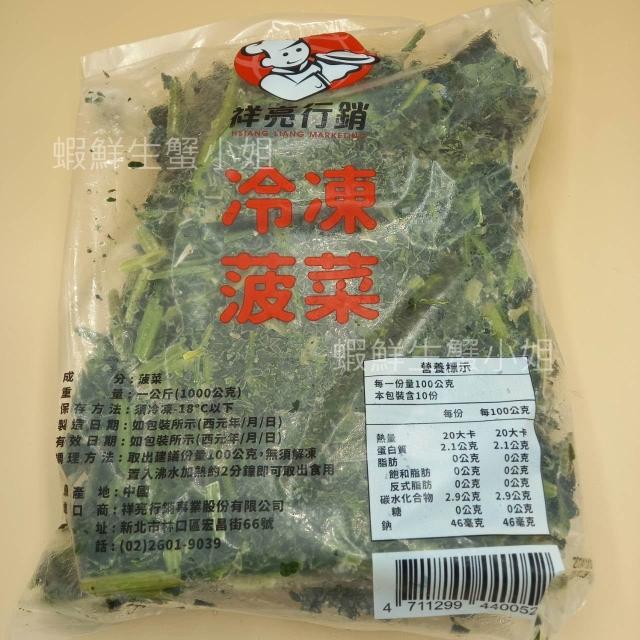 祥亮行銷
HSIANG LIANG MARKETING
蝦鮮生蟹小姐
冷凍
菠菜
蝦鮮生蟹小姐
成 分:菠菜
重 量:一公斤(1000公克)
保存方法:須冷凍-18°C以下
製造日期:如包裝所示(西元年/月/日)
有效日期:如包裝所示(西元年/月/日)
調理方法:取出建議份量100公克,無須解凍
置入沸水加熱約2分鐘即可取出食用
原產地:中國
商:祥亮行銷事業股份有限公司
址:新北市林口區宏昌街66號
話:(02)2601-9039
營養標示
每一份量100公克
本包裝含10份
每份 每100公克
熱量 20大卡 20大卡
蛋白質 2.1公克 2.1公克
脂肪 0公克 0公克
飽和脂肪 0公克 0公克
反式脂肪 0公克 0公克
碳水化合物 2.9公克 2.9公克
糖 0公克 0公克
鈉 46毫克 46毫克
4 711299 440052